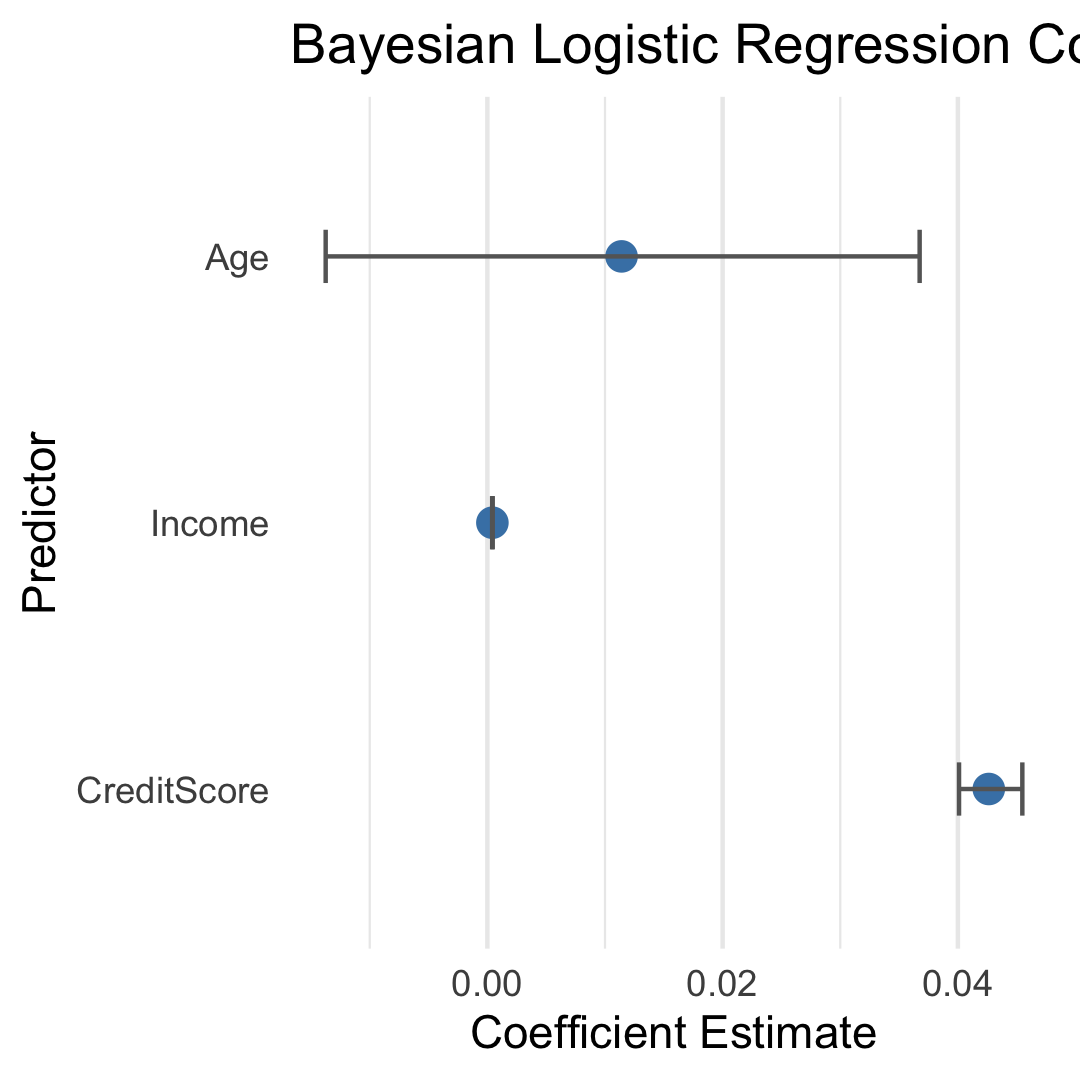 Bayesian Logistic Regression Co
Age
Income
CreditScore
Predictor
0.00
0.02
0.04
Coefficient Estimate